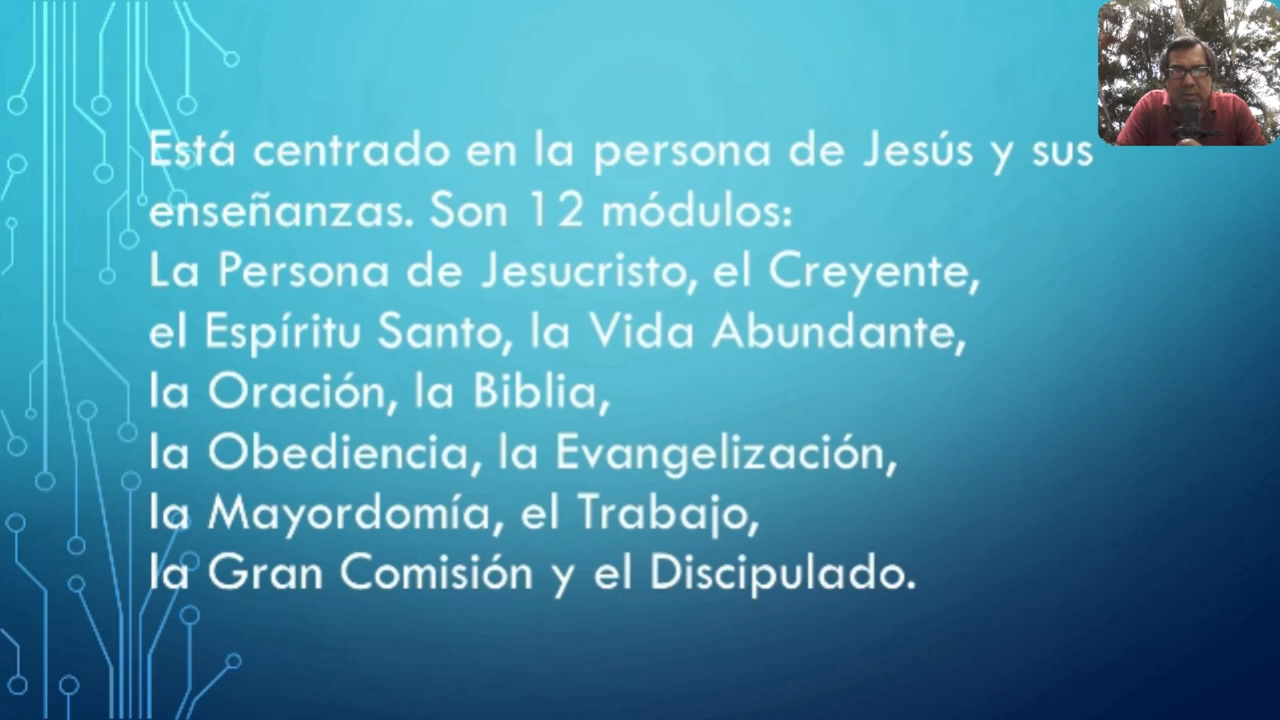 Está centrado en la persona de Jesús y sus
enseñanzas. Son 12 módulos:
La Persona de Jesucristo, el Creyente,
el Espíritu Santo, la Vida Abundante,
la Oración, la Biblia,
la Obediencia, la Evangelización,
la Mayordomía, el Trabajo,
la Gran Comisión y el Discipulado.